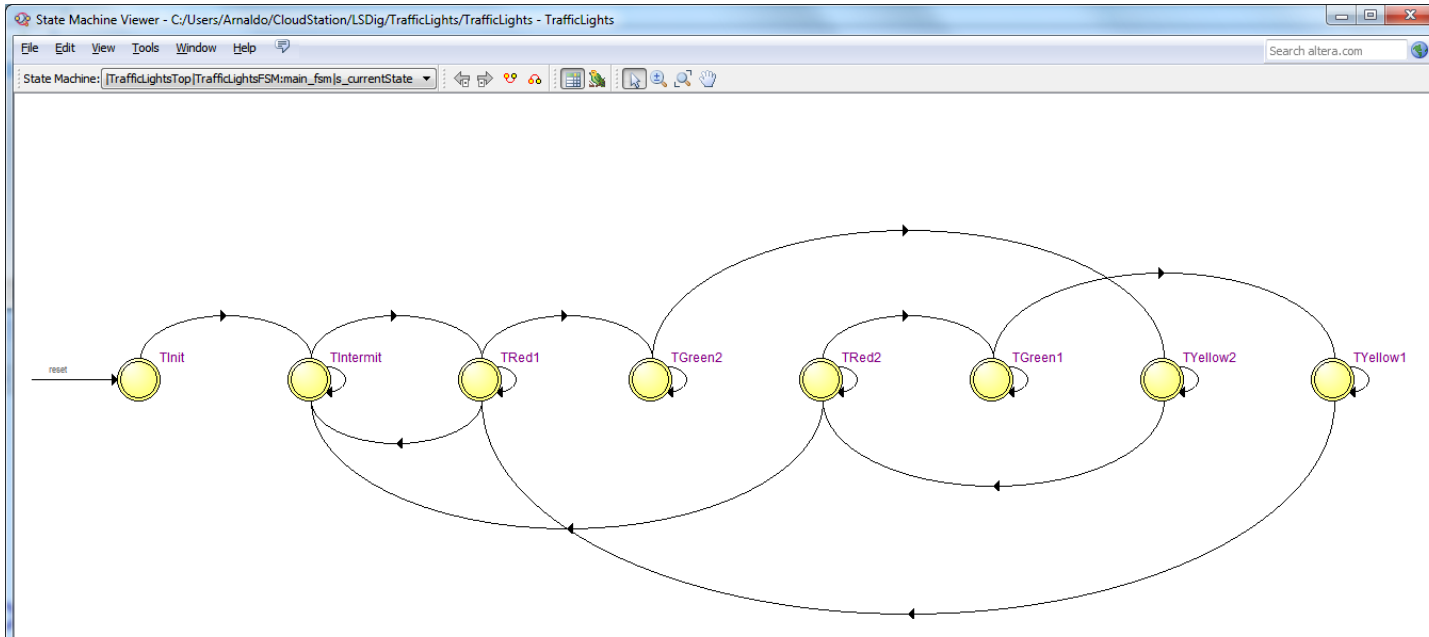 State Machine Viewer - C:/Users/Arnaldo/CloudStation/LSDig/TrafficLights/TrafficLights - TrafficLights
File Edit View Tools Window Help
Search altera.com
State Machine: |TrafficLightsTop|TrafficLightsFSM:main_fsm|s_currentState
reset
TInit TIntermit TRed1 TGreen2 TRed2 TGreen1 TYellow2 TYellow1